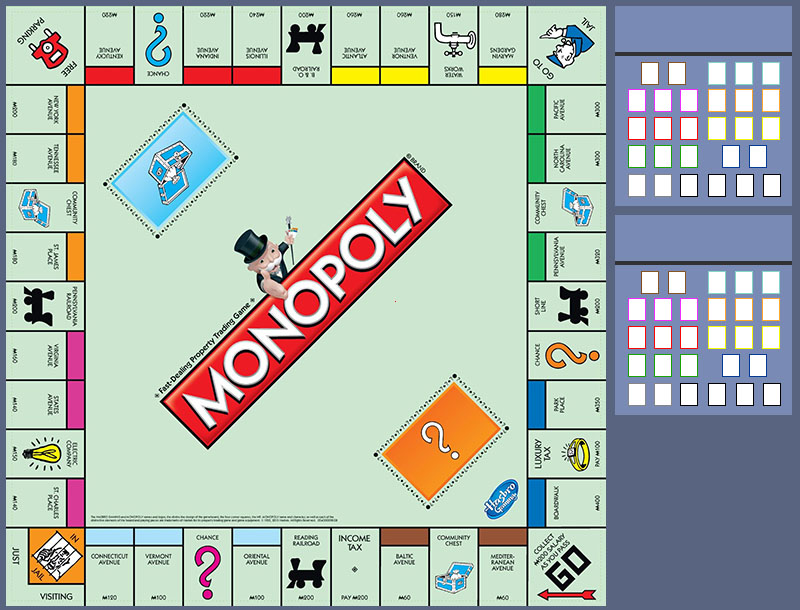 FREE
PARKING
KENTUCKY
AVENUE
M220
CHANCE
INDIANA
AVENUE
M220
ILLINOIS
AVENUE
M240
B. & O.
RAILROAD
M200
ATLANTIC
AVENUE
M260
VENTNOR
AVENUE
M260
WATER
WORKS
M150
MARVIN
GARDENS
M280
GO TO
JAIL
NEW YORK
AVENUE
M200
TENNESSEE
AVENUE
M180
COMMUNITY
CHEST
ST. JAMES
PLACE
M180
PENNSYLVANIA
RAILROAD
M200
VIRGINIA
AVENUE
M160
STATES
AVENUE
M140
ELECTRIC
COMPANY
M150
ST. CHARLES
PLACE
M140
® BRAND
MONOPOLY
Fast-Dealing Property Trading Game
Hasbro
Gaming
PACIFIC
AVENUE
M300
NORTH
CAROLINA
AVENUE
M300
COMMUNITY
CHEST
PENNSYLVANIA
AVENUE
M320
SHORT
LINE
M200
CHANCE
PARK
PLACE
M350
LUXURY
TAX
PAY M100
BOARDWALK
M400
JUST
IN
JAIL
VISITING
CONNECTICUT
AVENUE
M120
VERMONT
AVENUE
M100
CHANCE
ORIENTAL
AVENUE
M100
READING
RAILROAD
M200
INCOME
TAX
PAY M200
BALTIC
AVENUE
M60
COMMUNITY
CHEST
MEDITER-
RANEAN
AVENUE
M60
COLLECT
M200 SALARY
AS YOU PASS
GO